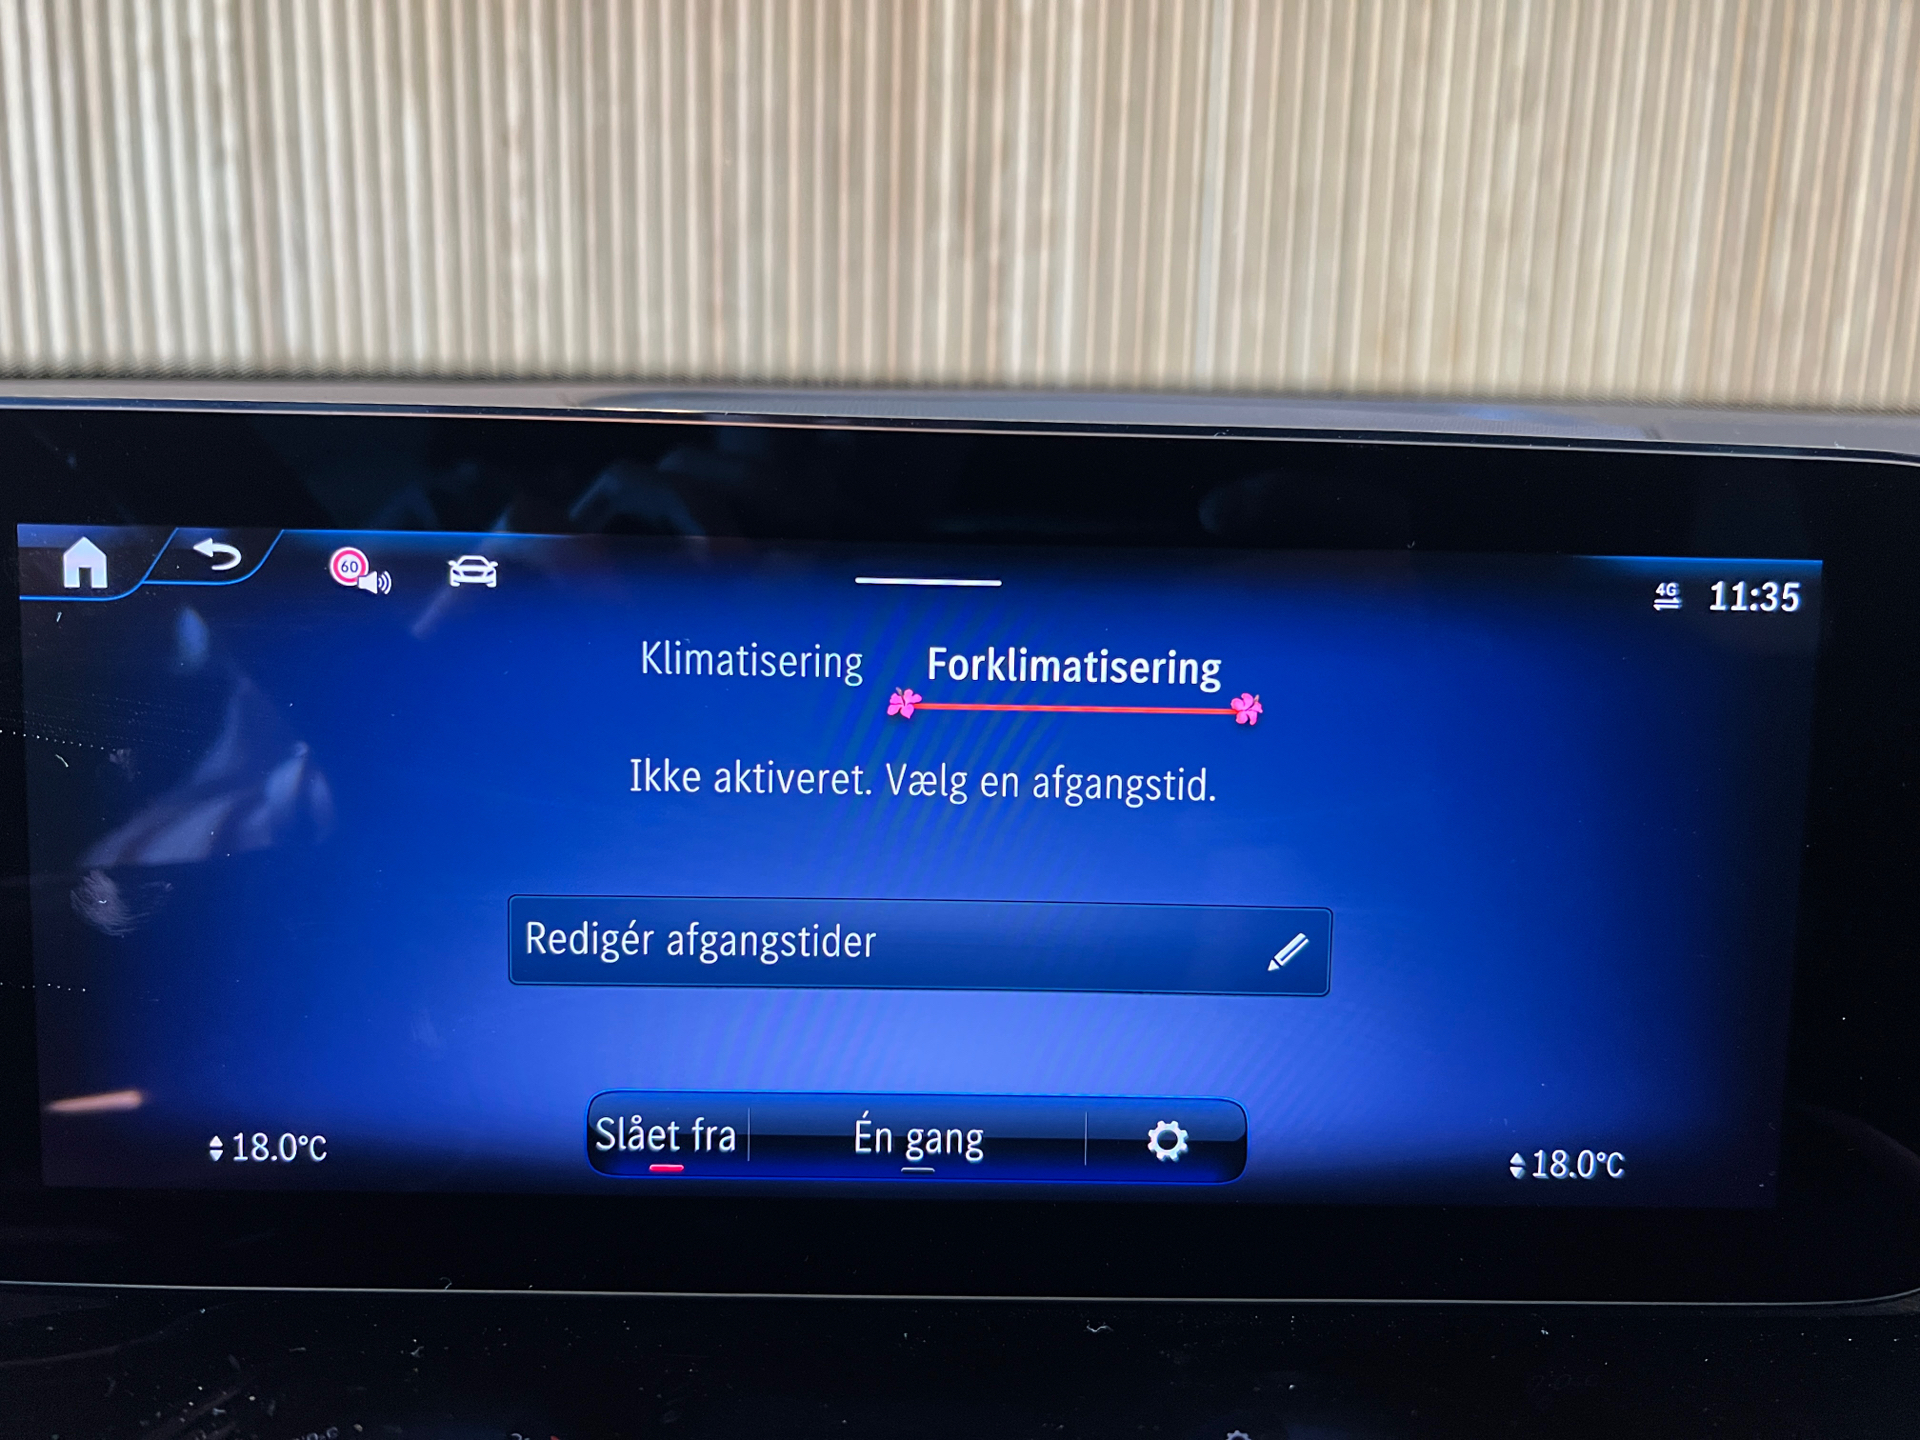 60
4G
11:35
Klimatisering
Forklimatisering
Ikke aktiveret. Vælg en afgangstid.
Redigér afgangstider
18.0°C
Slået fra
Én gang
18.0°C